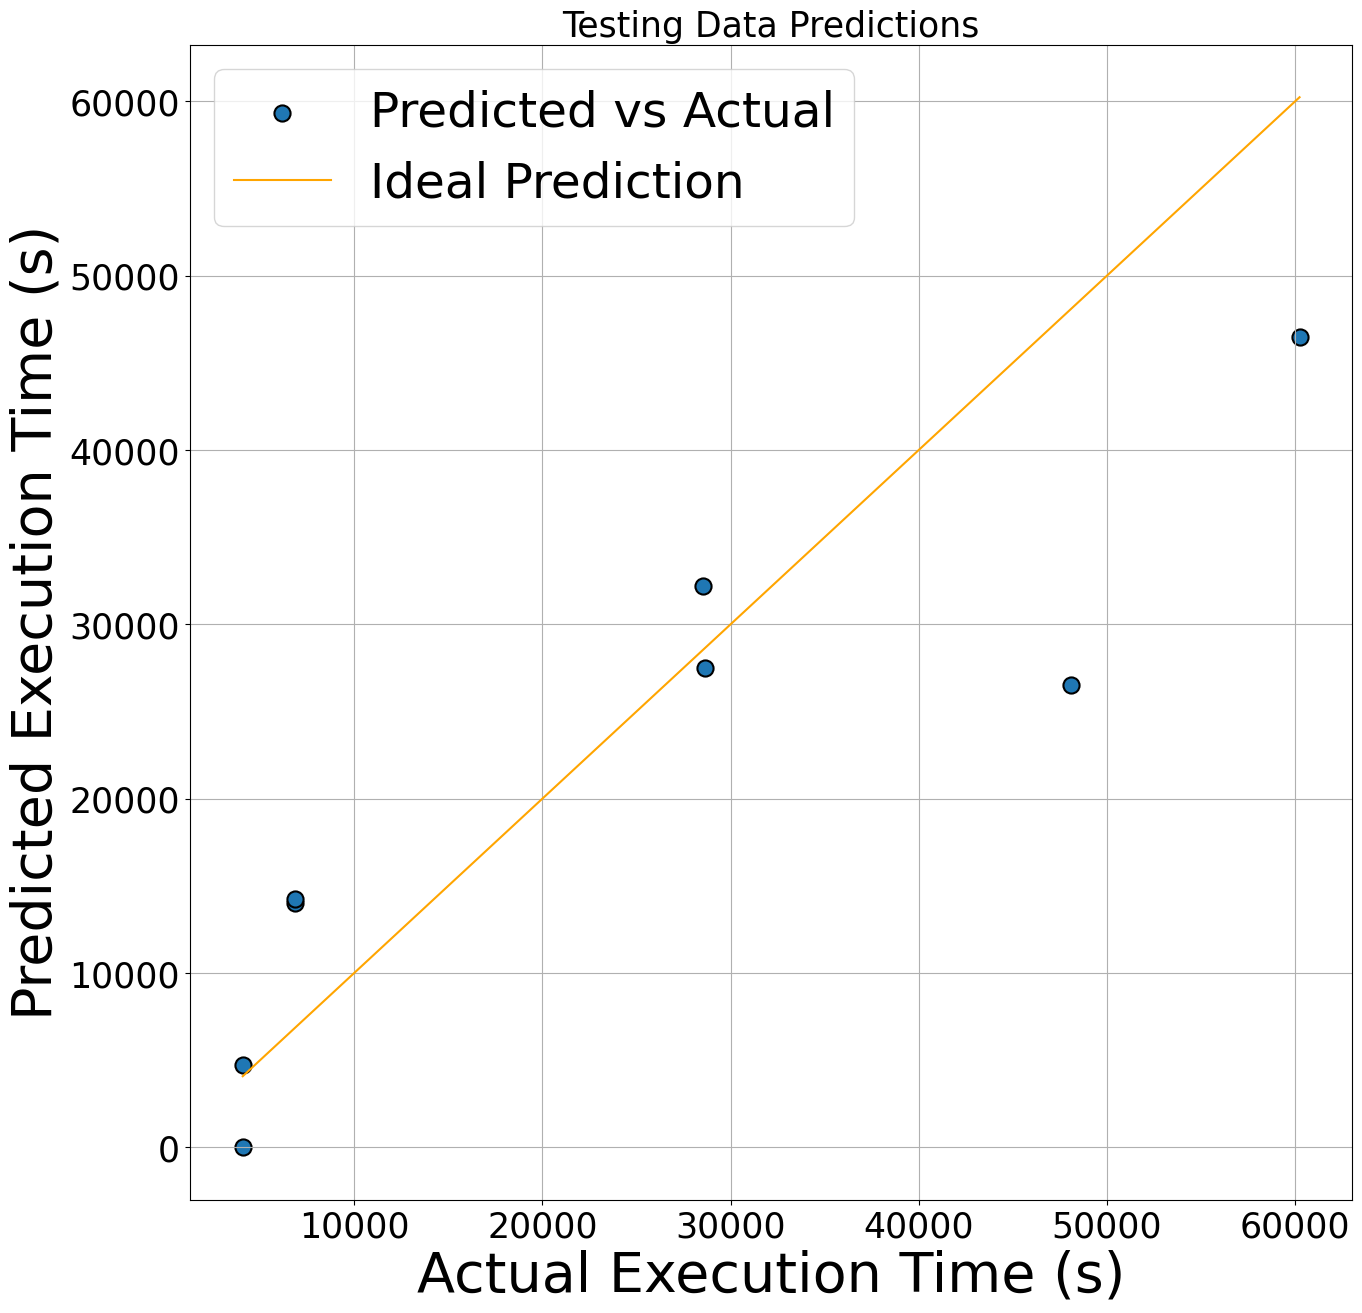 Testing Data Predictions
Predicted vs Actual
Ideal Prediction
Predicted Execution Time (s)
60000
50000
40000
30000
20000
10000
0
10000 20000 30000 40000 50000 60000
Actual Execution Time (s)